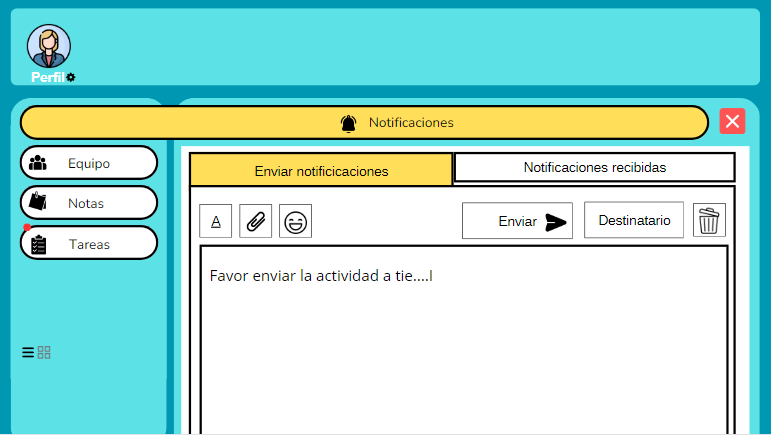 Perfil
Notificaciones
Equipo
Notas
Tareas
Enviar notificicaciones
Notificaciones recibidas
A
Enviar
Destinatario
Favor enviar la actividad a tie....|